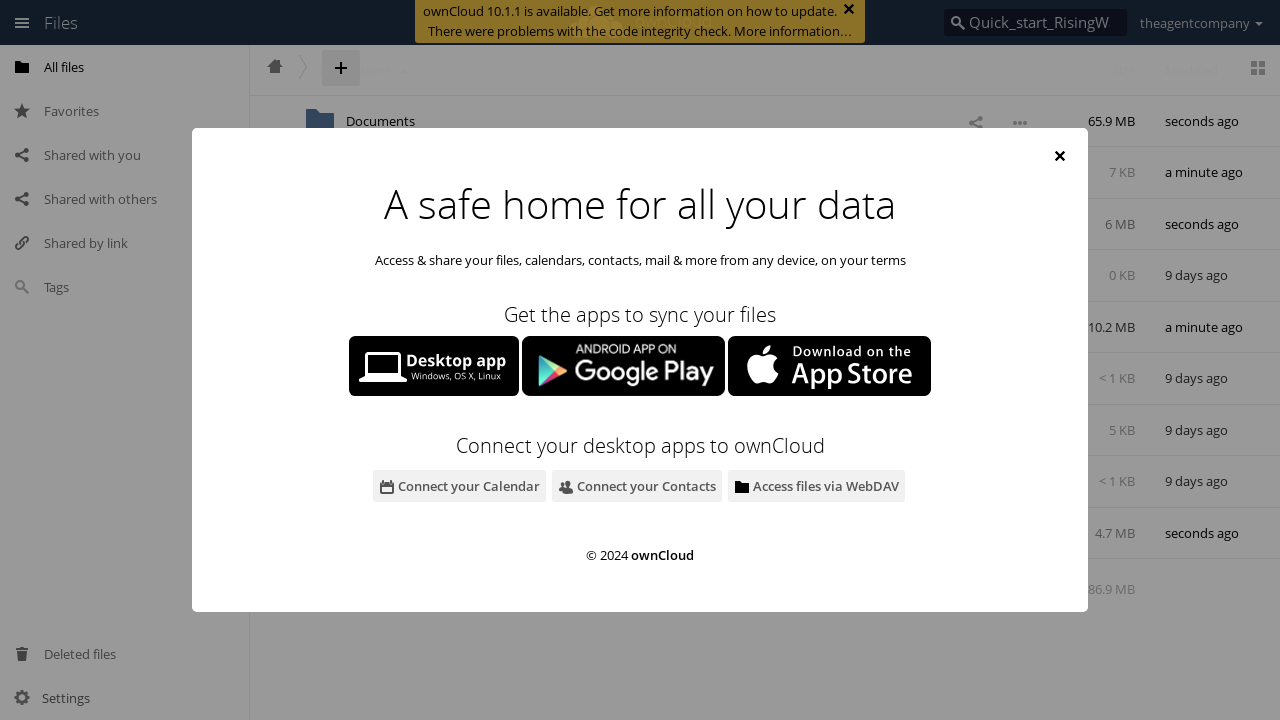 Files
ownCloud 10.1.1 is available. Get more information on how to update.
There were problems with the code integrity check. More information…
Quick_start_RisingW
theagentcompany
All files
Favorites
Shared with you
Shared with others
Shared by link
Tags
Deleted files
Settings
Documents
65.9 MB
seconds ago
7 KB
a minute ago
6 MB
seconds ago
0 KB
9 days ago
10.2 MB
a minute ago
< 1 KB
9 days ago
5 KB
9 days ago
< 1 KB
9 days ago
4.7 MB
seconds ago
86.9 MB
A safe home for all your data
Access & share your files, calendars, contacts, mail & more from any device, on your terms
Get the apps to sync your files
Desktop app
Windows, OS X, Linux
ANDROID APP ON
Google Play
Download on the
App Store
Connect your desktop apps to ownCloud
Connect your Calendar
Connect your Contacts
Access files via WebDAV
© 2024 ownCloud